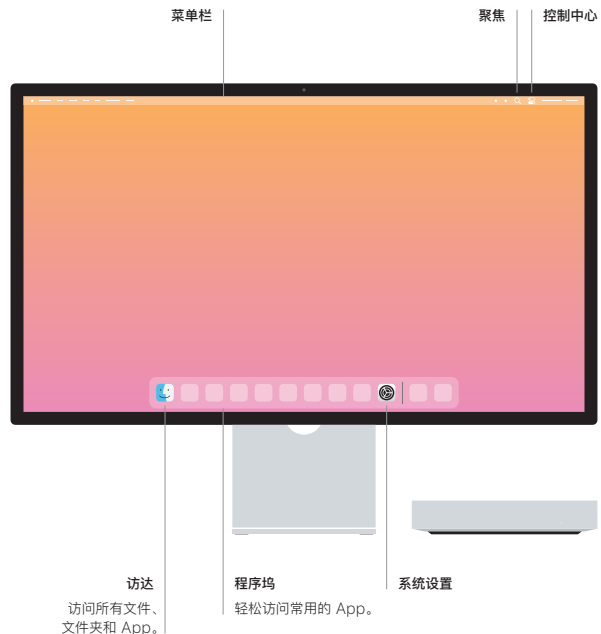 菜单栏
聚焦
控制中心
访达
访问所有文件、
文件夹和 App。
程序坞
轻松访问常用的 App。
系统设置